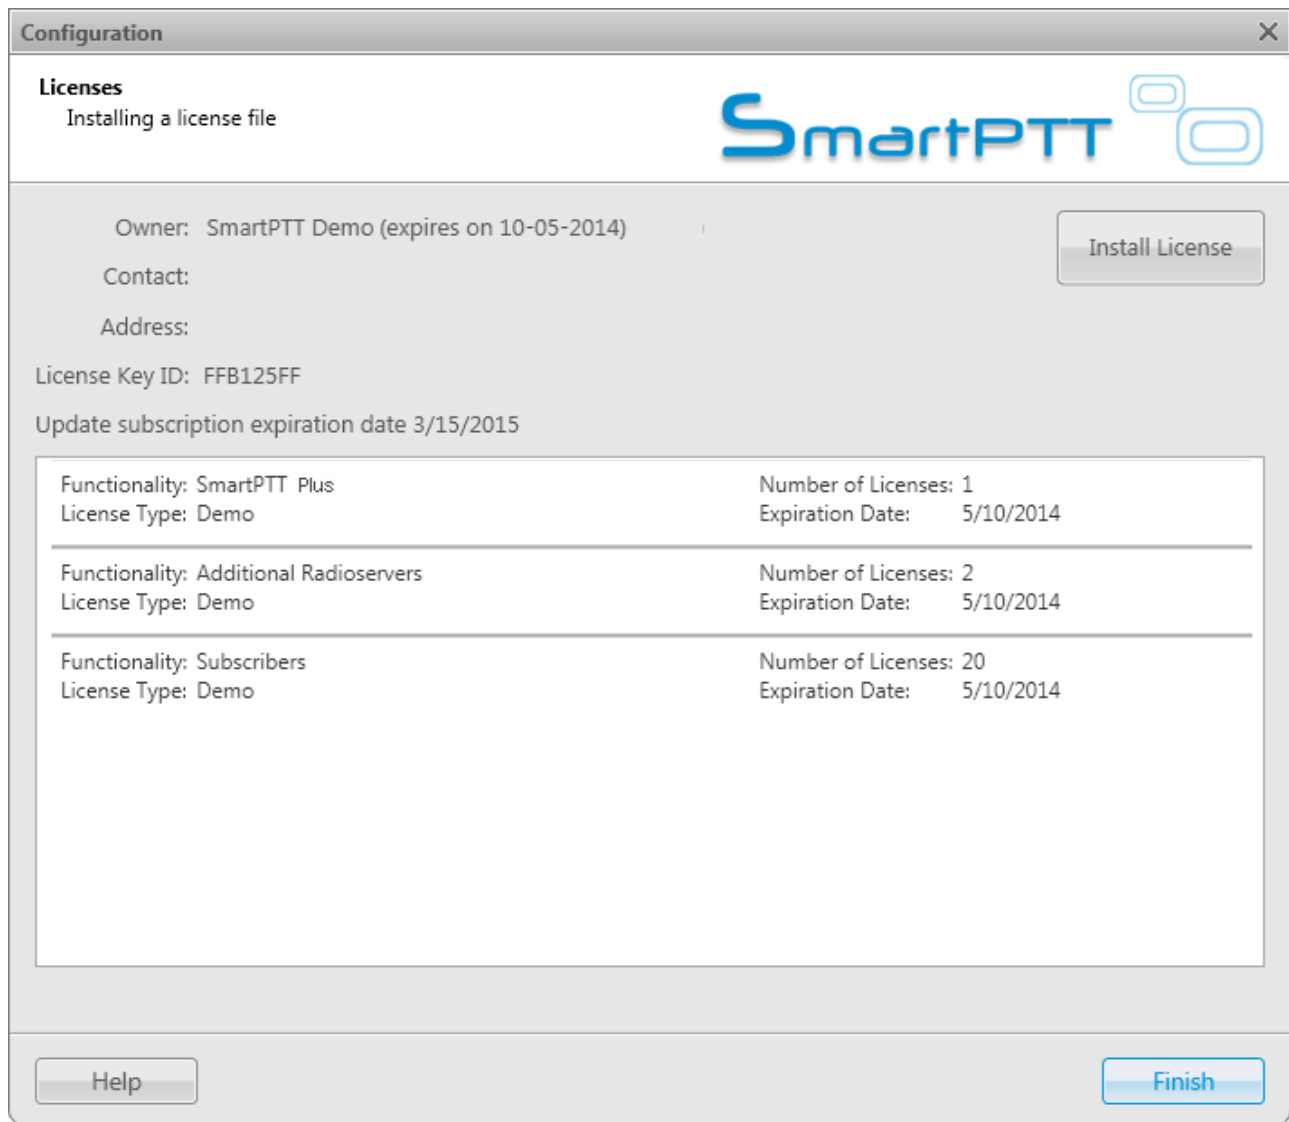 Configuration
Licenses
Installing a license file
SmartPTT
Owner: SmartPTT Demo (expires on 10-05-2014)
Install License
Contact:
Address:
License Key ID: FFB125FF
Update subscription expiration date 3/15/2015
Functionality: SmartPTT Plus Number of Licenses: 1
License Type: Demo Expiration Date: 5/10/2014
Functionality: Additional Radioservers Number of Licenses: 2
License Type: Demo Expiration Date: 5/10/2014
Functionality: Subscribers Number of Licenses: 20
License Type: Demo Expiration Date: 5/10/2014
Help Finish